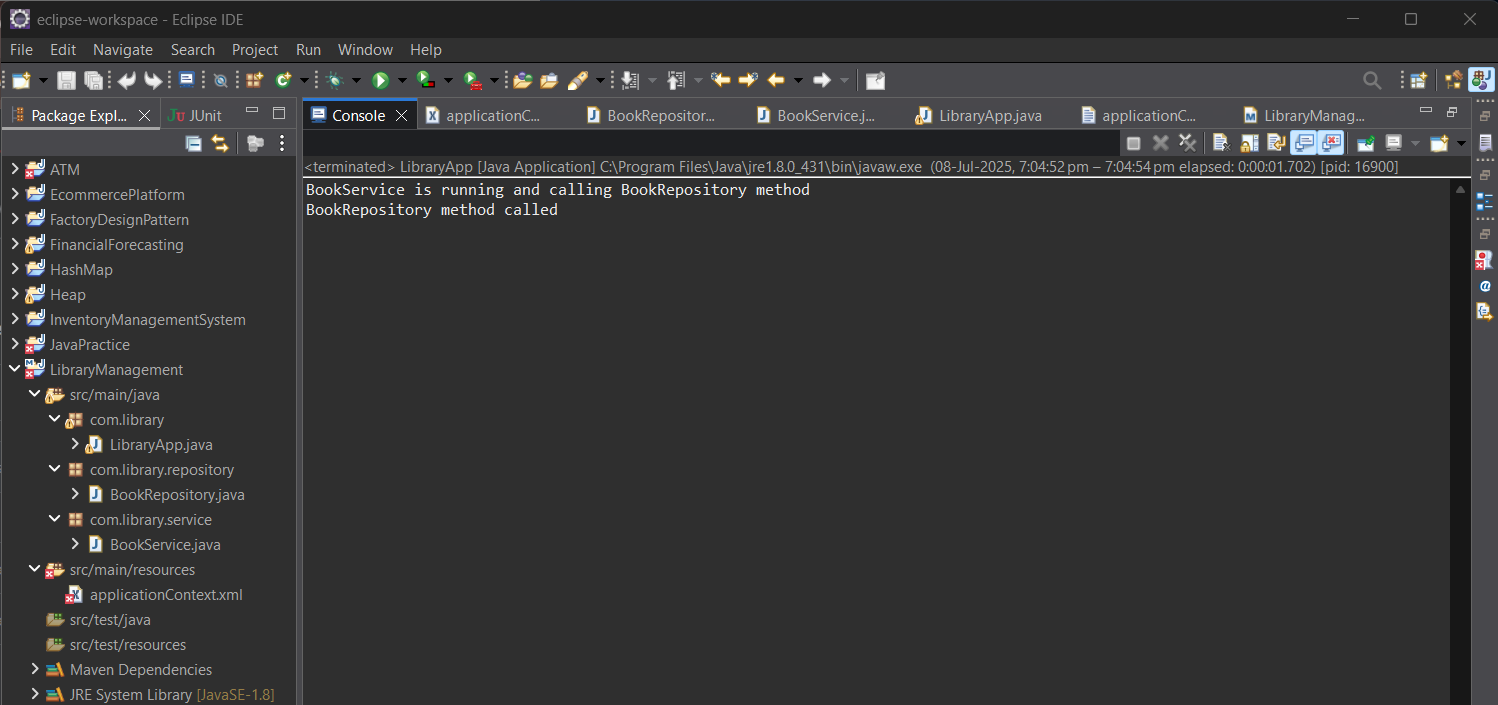 eclipse-workspace - Eclipse IDE
File Edit Navigate Search Project Run Window Help
Package Expl... JUnit
Console applicationC... BookRepositor... BookService.j... LibraryApp.java applicationC... LibraryManag...
<terminated> LibraryApp [Java Application] C:\Program Files\Java\jre1.8.0_431\bin\javaw.exe (08-Jul-2025, 7:04:52 pm – 7:04:54 pm elapsed: 0:00:01.702) [pid: 16900]
BookService is running and calling BookRepository method
BookRepository method called
ATM
EcommercePlatform
FactoryDesignPattern
FinancialForecasting
HashMap
Heap
InventoryManagementSystem
JavaPractice
LibraryManagement
src/main/java
com.library
LibraryApp.java
com.library.repository
BookRepository.java
com.library.service
BookService.java
src/main/resources
applicationContext.xml
src/test/java
src/test/resources
Maven Dependencies
JRE System Library [JavaSE-1.8]